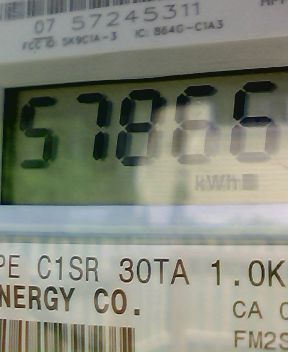 07 57245311
FCC ID: SK9C1A-3 IC: 864G-C1A3
57866
kWh
PE C1SR 30TA 1.0K
NERGY CO.
CA
FM2S